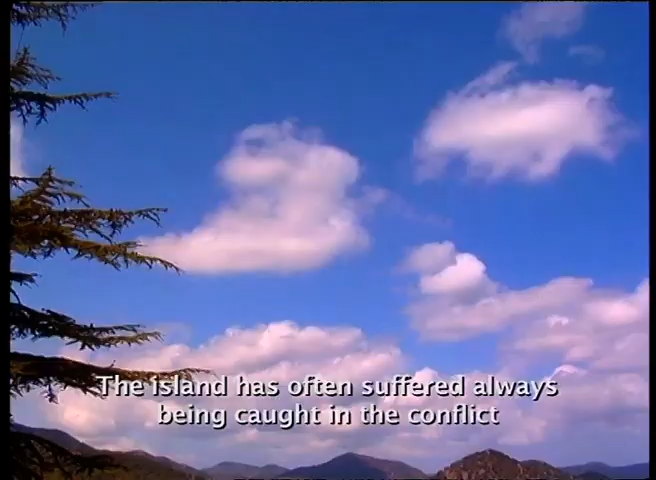 The island has often suffered always
being caught in the conflict